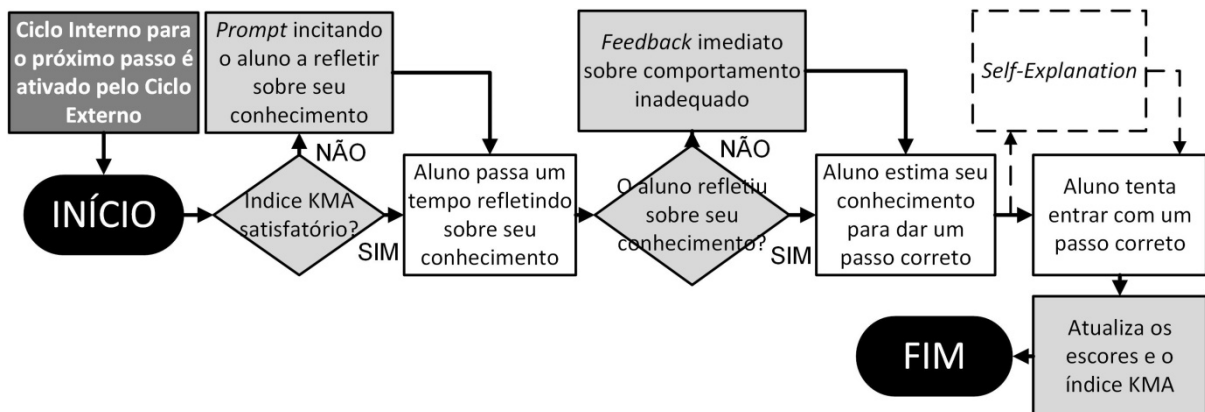 Ciclo Interno para
o próximo passo é
ativado pelo Ciclo
Externo
Prompt incitando
o aluno a refletir
sobre seu
conhecimento
Feedback imediato
sobre comportamento
inadequado
Self-Explanation
INÍCIO
Índice KMA
satisfatório?
NÃO
SIM
Aluno passa um
tempo refletindo
sobre seu
conhecimento
O aluno refletiu
sobre seu
conhecimento?
NÃO
SIM
Aluno estima seu
conhecimento
para dar um
passo correto
Aluno tenta
entrar com um
passo correto
Atualiza os
escores e o
índice KMA
FIM